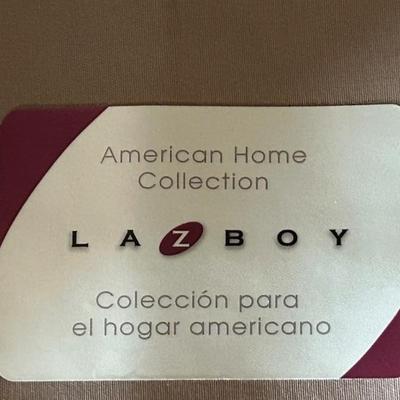 American Home
Collection
LAZBOY
Colección para
el hogar americano